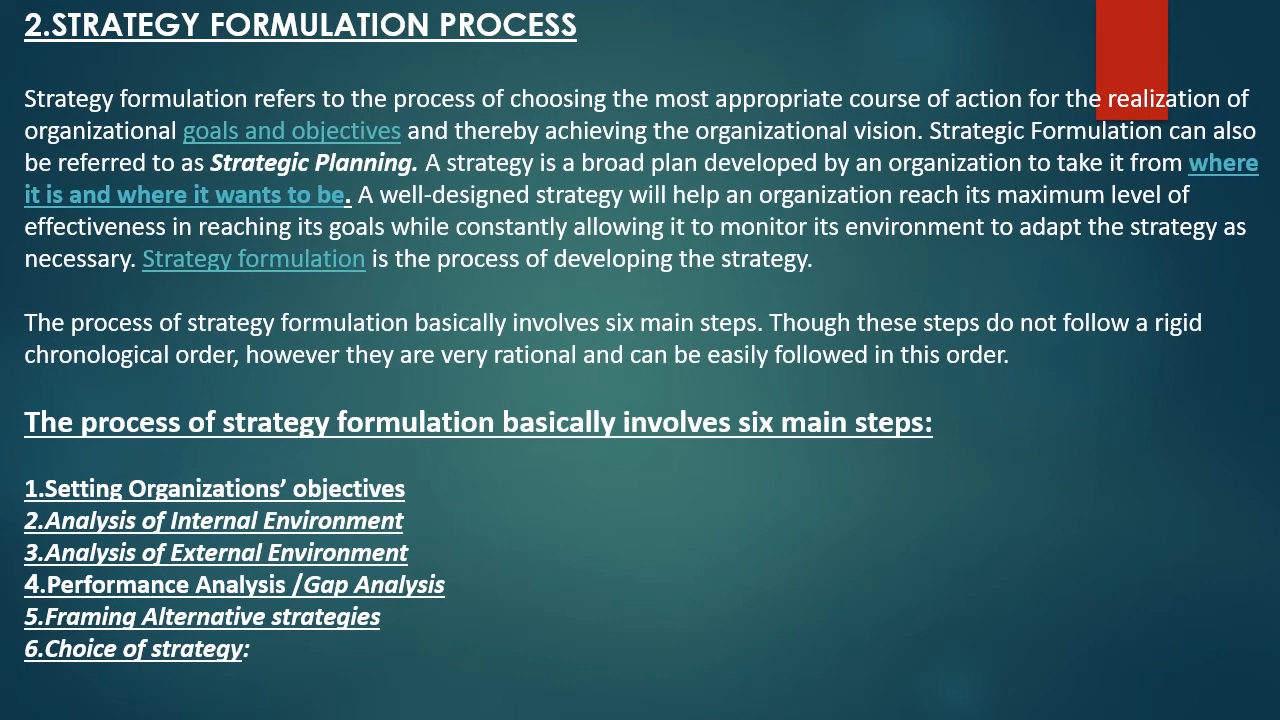 2.STRATEGY FORMULATION PROCESS
Strategy formulation refers to the process of choosing the most appropriate course of action for the realization of
organizational goals and objectives and thereby achieving the organizational vision. Strategic Formulation can also
be referred to as Strategic Planning. A strategy is a broad plan developed by an organization to take it from where
it is and where it wants to be. A well-designed strategy will help an organization reach its maximum level of
effectiveness in reaching its goals while constantly allowing it to monitor its environment to adapt the strategy as
necessary. Strategy formulation is the process of developing the strategy.
The process of strategy formulation basically involves six main steps. Though these steps do not follow a rigid
chronological order, however they are very rational and can be easily followed in this order.
The process of strategy formulation basically involves six main steps:
1.Setting Organizations’ objectives
2.Analysis of Internal Environment
3.Analysis of External Environment
4.Performance Analysis /Gap Analysis
5.Framing Alternative strategies
6.Choice of strategy: